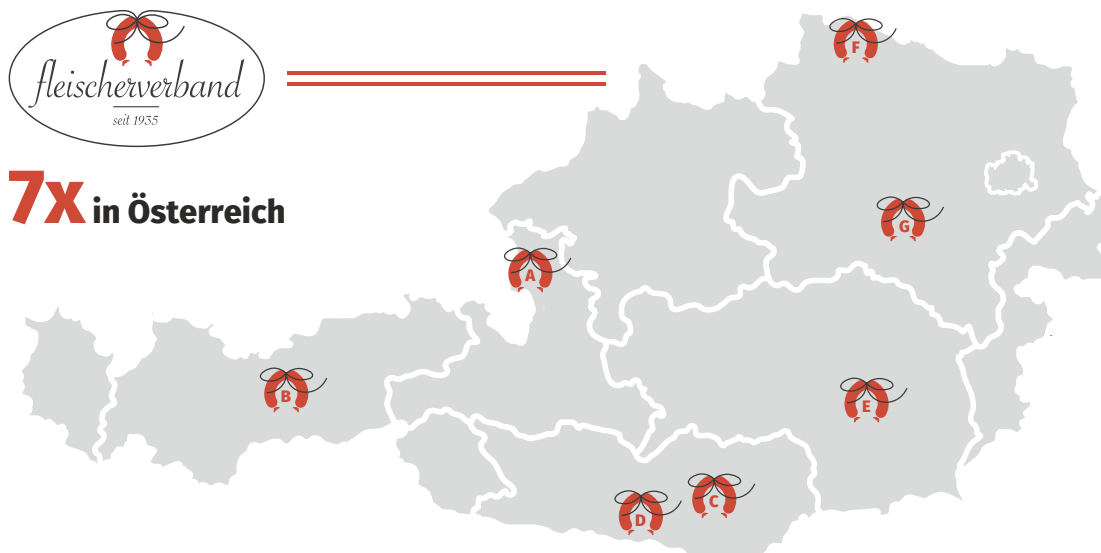 fleischerverband
seit 1935
7x in Österreich
F
G
A
B
E
C
D